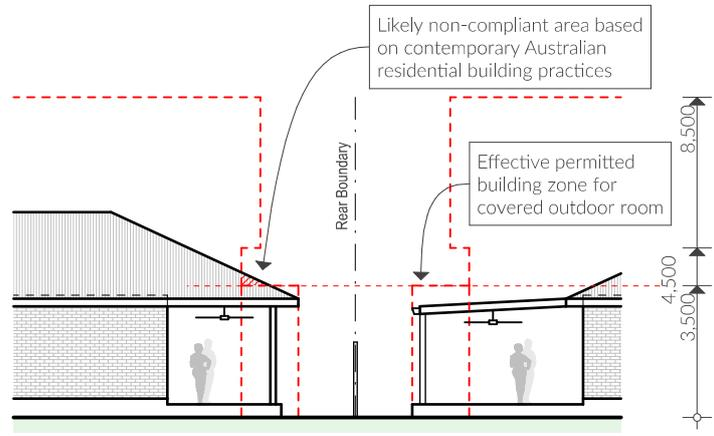 Likely non-compliant area based
on contemporary Australian
residential building practices
Rear Boundary
Effective permitted
building zone for
covered outdoor room
8,500
4,500
3,500